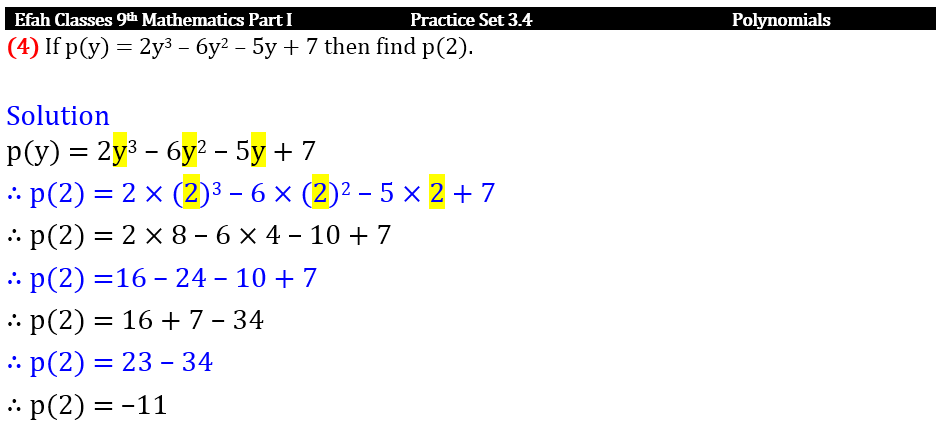 Efah Classes 9ᵗʰ Mathematics Part I Practice Set 3.4 Polynomials
(4) If p(y) = 2y³ – 6y² – 5y + 7 then find p(2).
Solution
p(y) = 2y³ – 6y² – 5y + 7
∴ p(2) = 2 × (2)³ – 6 × (2)² – 5 × 2 + 7
∴ p(2) = 2 × 8 – 6 × 4 – 10 + 7
∴ p(2) =16 – 24 – 10 + 7
∴ p(2) = 16 + 7 – 34
∴ p(2) = 23 – 34
∴ p(2) = –11